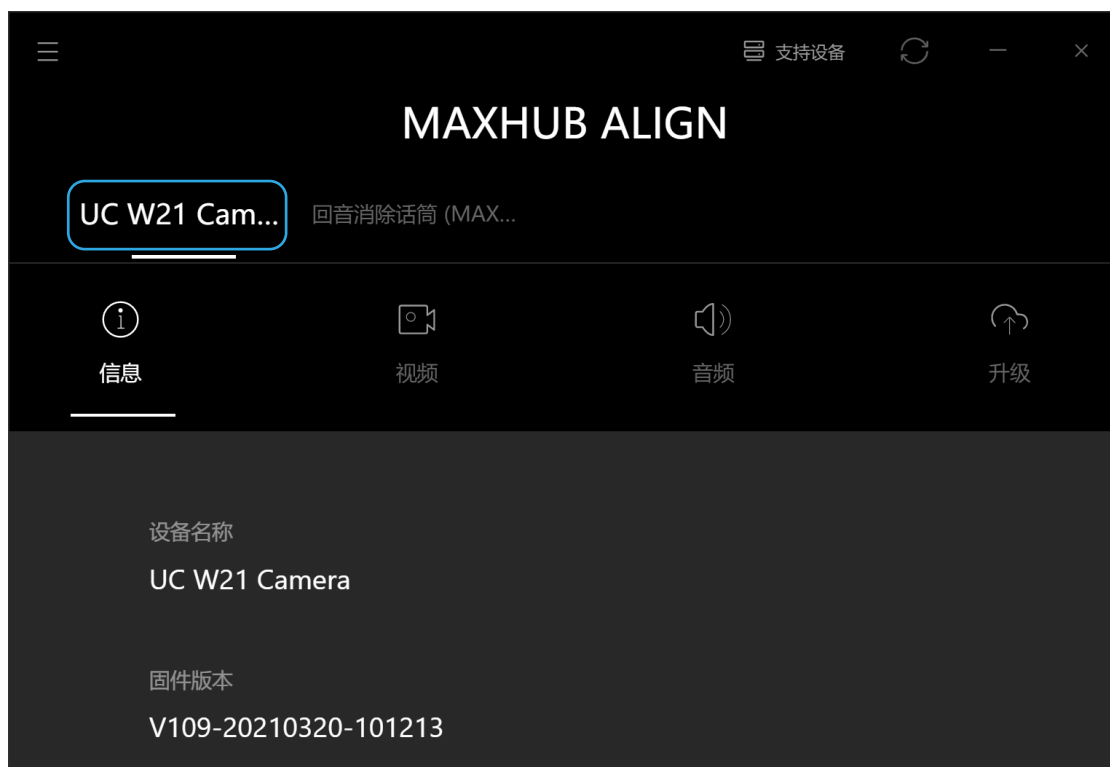 支持设备
MAXHUB ALIGN
UC W21 Cam... 回音消除话筒 (MAX...
信息 视频 音频 升级
设备名称
UC W21 Camera
固件版本
V109-20210320-101213